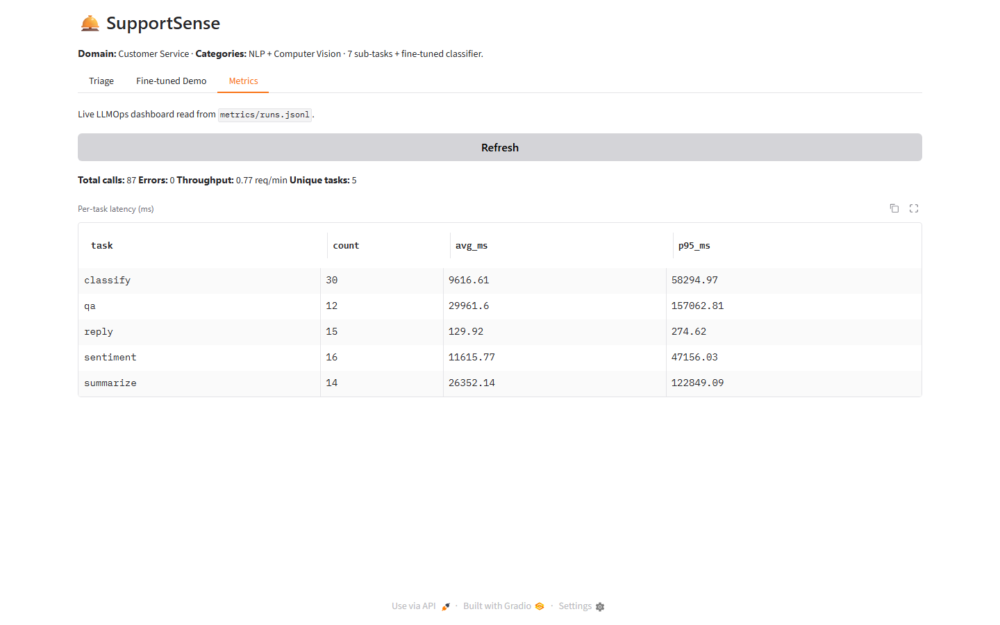 SupportSense
Domain: Customer Service · Categories: NLP + Computer Vision · 7 sub-tasks + fine-tuned classifier.
Triage Fine-tuned Demo Metrics
Live LLMOps dashboard read from metrics/runs.jsonl.
Refresh
Total calls: 87 Errors: 0 Throughput: 0.77 req/min Unique tasks: 5
Per-task latency (ms)
task count avg_ms p95_ms
classify 30 9616.61 58294.97
qa 12 29961.6 157062.81
reply 15 129.92 274.62
sentiment 16 11615.77 47156.03
summarize 14 26352.14 122849.09
Use via API · Built with Gradio · Settings